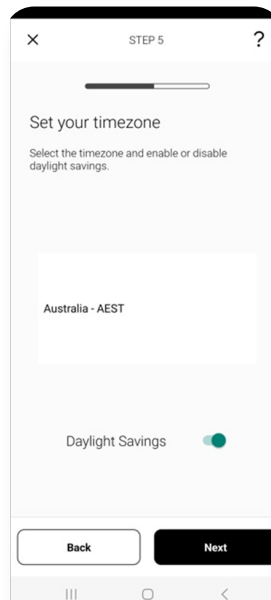 STEP 5
?
Set your timezone
Select the timezone and enable or disable
daylight savings.
Australia - AEST
Daylight Savings
Back
Next